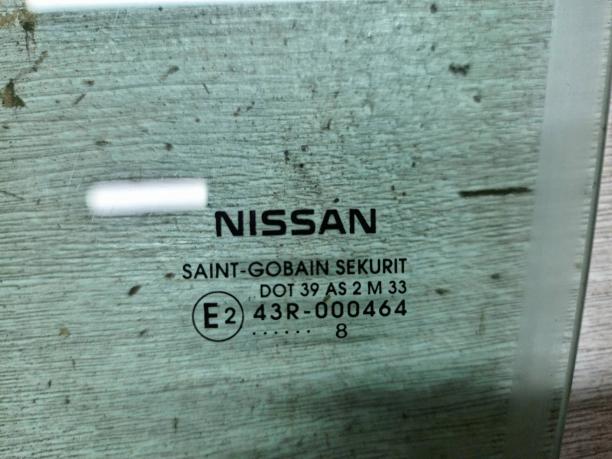 NISSAN
SAINT-GOBAIN SEKURIT
DOT 39 AS 2 M 33
E2 43R-000464
...... 8